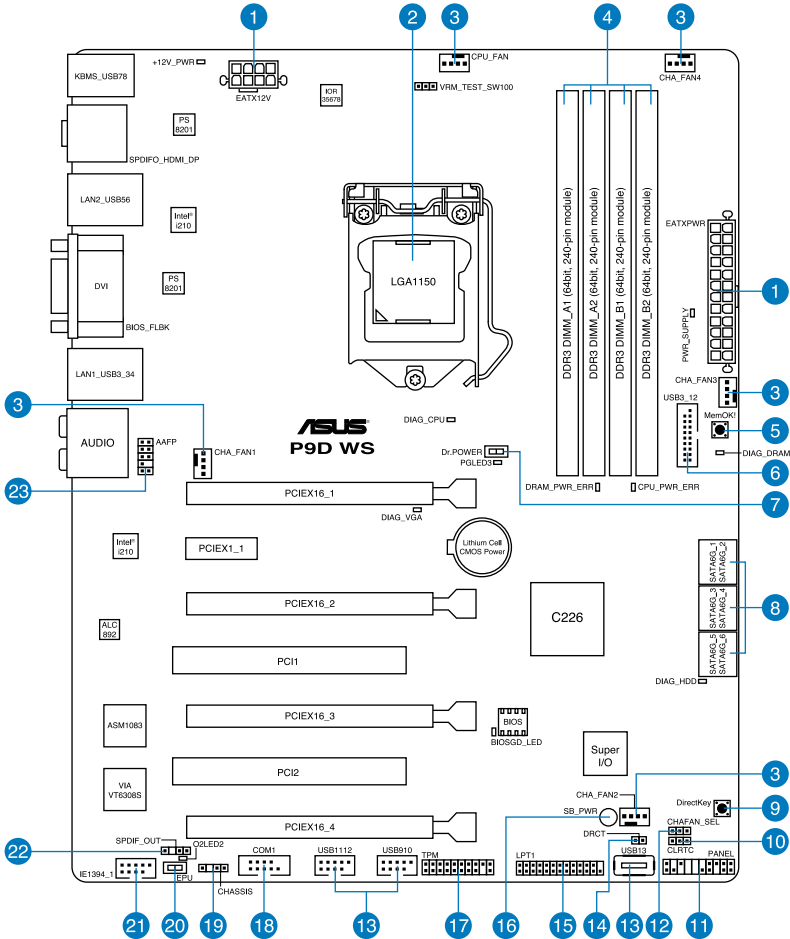 1
2
3
4
3
+12V_PWR
CPU_FAN
KBMS_USB78
EATX12V
VRM_TEST_SW100
CHA_FAN4
IOR
35678
PS
8201
SPDIFO_HDMI_DP
LAN2_USB56
Intel®
i210
EATXPWR
DVI
PS
8201
LGA1150
DDR3 DIMM_A1 (64bit, 240-pin module)
DDR3 DIMM_A2 (64bit, 240-pin module)
DDR3 DIMM_B1 (64bit, 240-pin module)
DDR3 DIMM_B2 (64bit, 240-pin module)
1
PWR_SUPPLY
BIOS_FLBK
LAN1_USB3_34
CHA_FAN3
3
USB3_12
3
MemOK!
5
ASUS
P9D WS
DIAG_CPU
AUDIO
AAFP
CHA_FAN1
Dr.POWER
PGLED3
DIAG_DRAM
6
23
PCIEX16_1
DRAM_PWR_ERR
CPU_PWR_ERR
7
DIAG_VGA
Intel®
i210
PCIEX1_1
Lithium Cell
CMOS Power
SATA6G_1
SATA6G_2
PCIEX16_2
C226
SATA6G_3
SATA6G_4
8
ALC
892
PCI1
SATA6G_5
SATA6G_6
DIAG_HDD
ASM1083
PCIEX16_3
BIOS
BIOSGD_LED
Super
I/O
VIA
VT6308S
PCI2
3
CHA_FAN2
DirectKey
9
SB_PWR
PCIEX16_4
CHAFAN_SEL
DRCT
10
CLRTC
SPDIF_OUT
22
O2LED2
COM1
USB1112
USB910
TPM
LPT1
USB13
PANEL
IE1394_1
EPU
CHASSIS
21
20
19
18
13
17
16
15
14
13
12
11